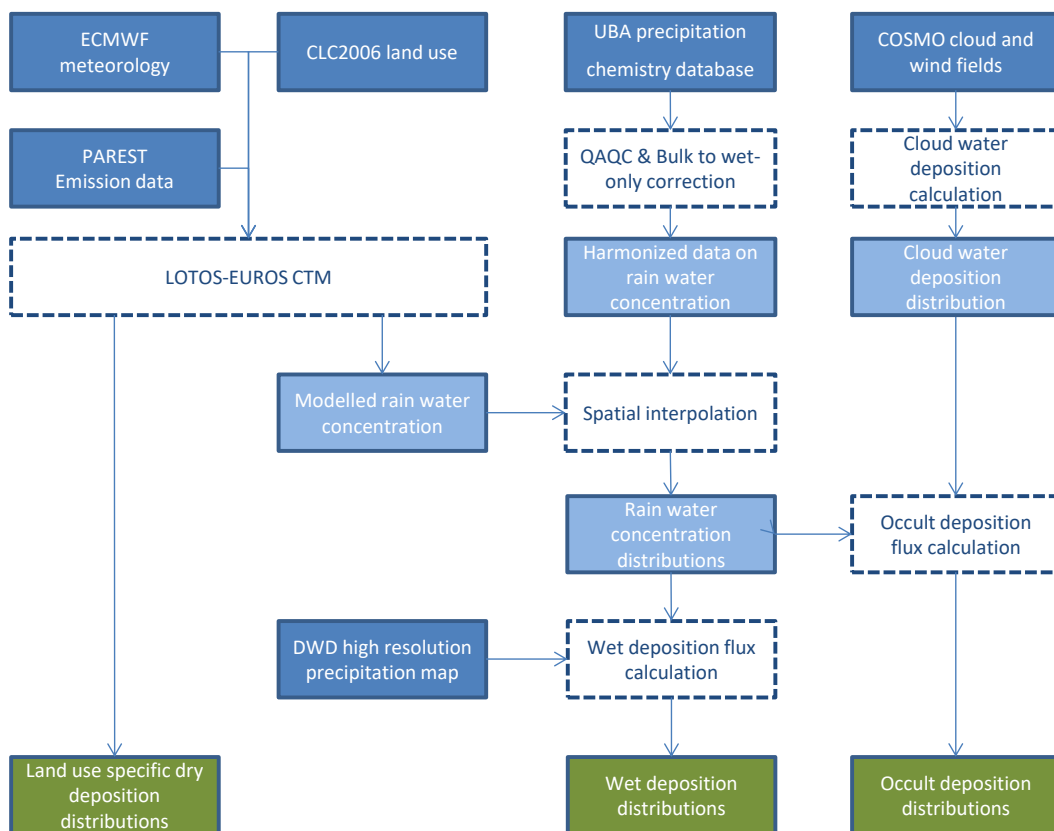 ECMWF
meteorology
CLC2006 land use
UBA precipitation
chemistry database
COSMO cloud and
wind fields
PAREST
Emission data
QAQC & Bulk to wet-
only correction
Cloud water
deposition
calculation
LOTOS-EUROS CTM
Harmonized data on
rain water
concentration
Cloud water
deposition
distribution
Modelled rain water
concentration
Spatial interpolation
Rain water
concentration
distributions
Occult deposition
flux calculation
DWD high resolution
precipitation map
Wet deposition flux
calculation
Land use specific dry
deposition
distributions
Wet deposition
distributions
Occult deposition
distributions